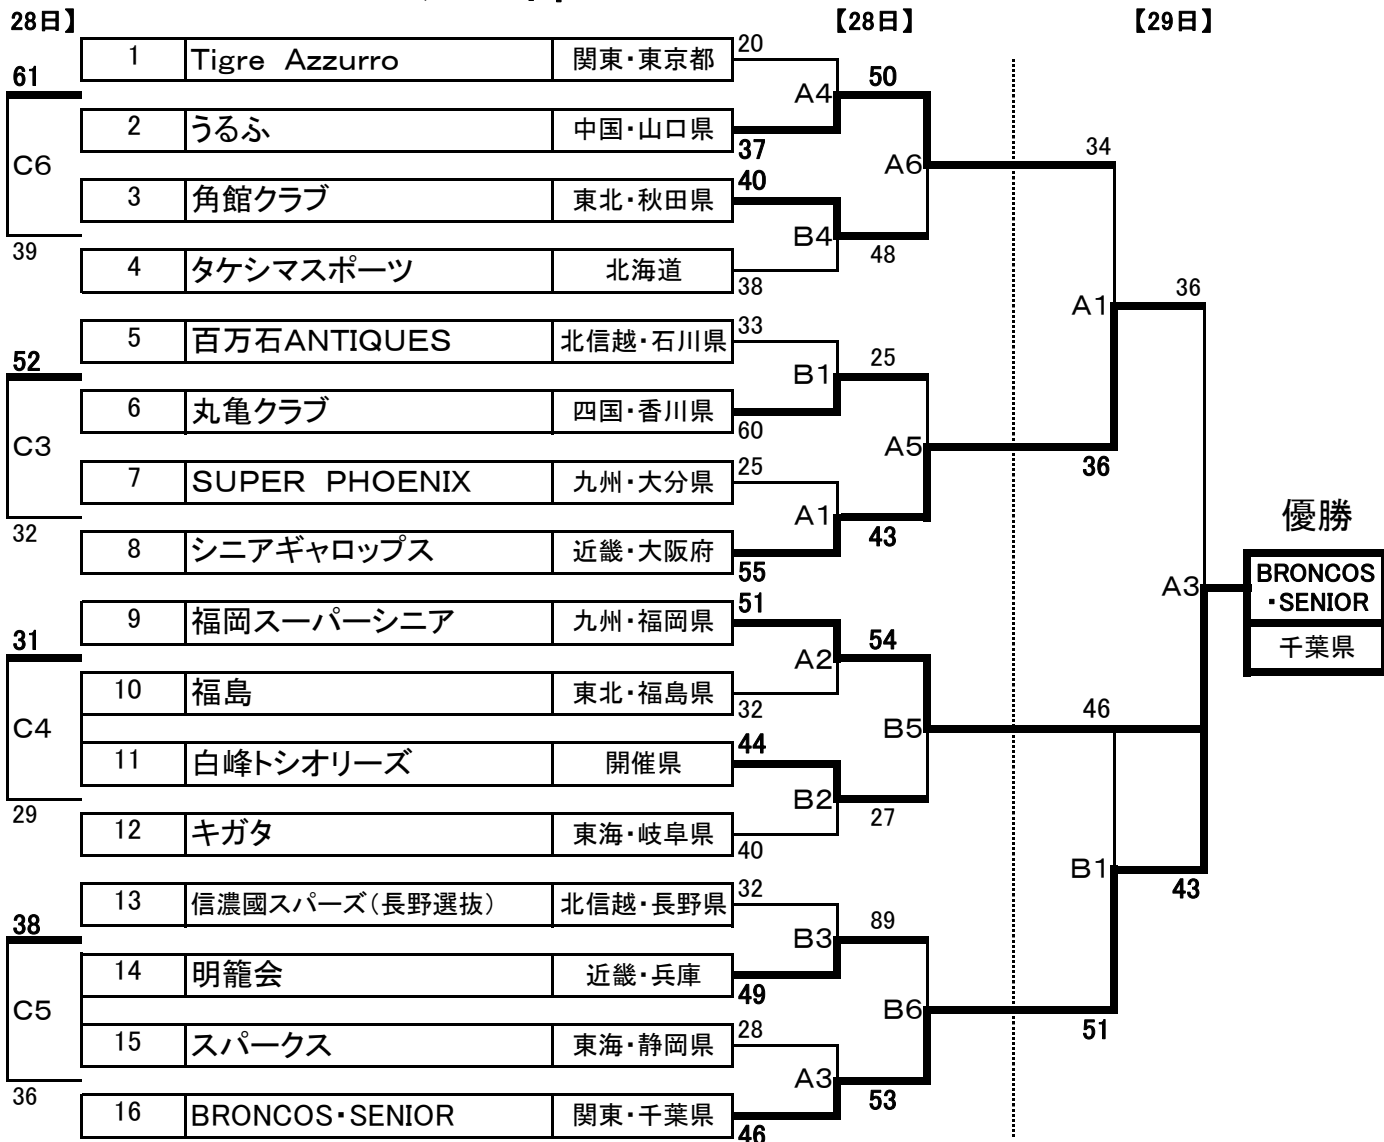 28日】 【28日】 【29日】
61
C6
39
52
C3
32
31
C4
29
38
C5
36
1 Tigre Azzurro 関東・東京都 20
2 うるふ 中国・山口県 37
3 角館クラブ 東北・秋田県 40
4 タケシマスポーツ 北海道 38
5 百万石ANTIQUES 北信越・石川県 33
6 丸亀クラブ 四国・香川県 60
7 SUPER PHOENIX 九州・大分県 25
8 シニアギャロップス 近畿・大阪府 55
9 福岡スーパーシニア 九州・福岡県 51
10 福島 東北・福島県 32
11 白峰トシオリーズ 開催県 44
12 キガタ 東海・岐阜県 40
13 信濃國スパーズ（長野選抜） 北信越・長野県 32
14 明籠会 近畿・兵庫 49
15 スパークス 東海・静岡県 28
16 BRONCOS・SENIOR 関東・千葉県 46
A4
B4
B1
A1
A2
B2
B3
A3
50
A6
48
25
A5
43
54
B5
27
89
B6
53
34
A1
36
46
B1
51
36
A3
43
優勝
BRONCOS
・SENIOR
千葉県